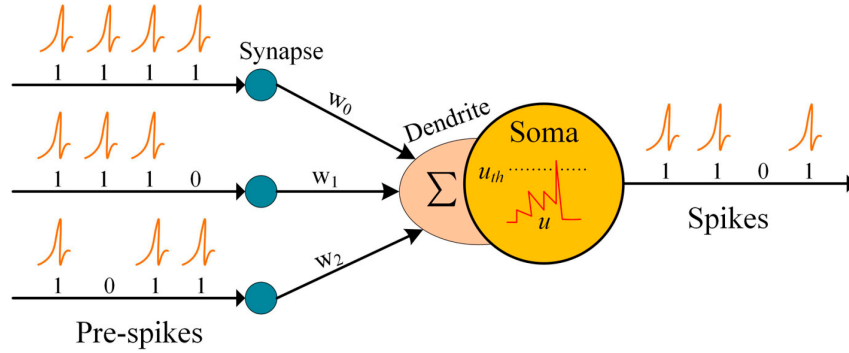 Synapse
1 1 1 1
w0
Dendrite
Soma
1 1 1 0
w1
Σ
uth
u
1 1 0 1
Spikes
w2
1 0 1 1
Pre-spikes